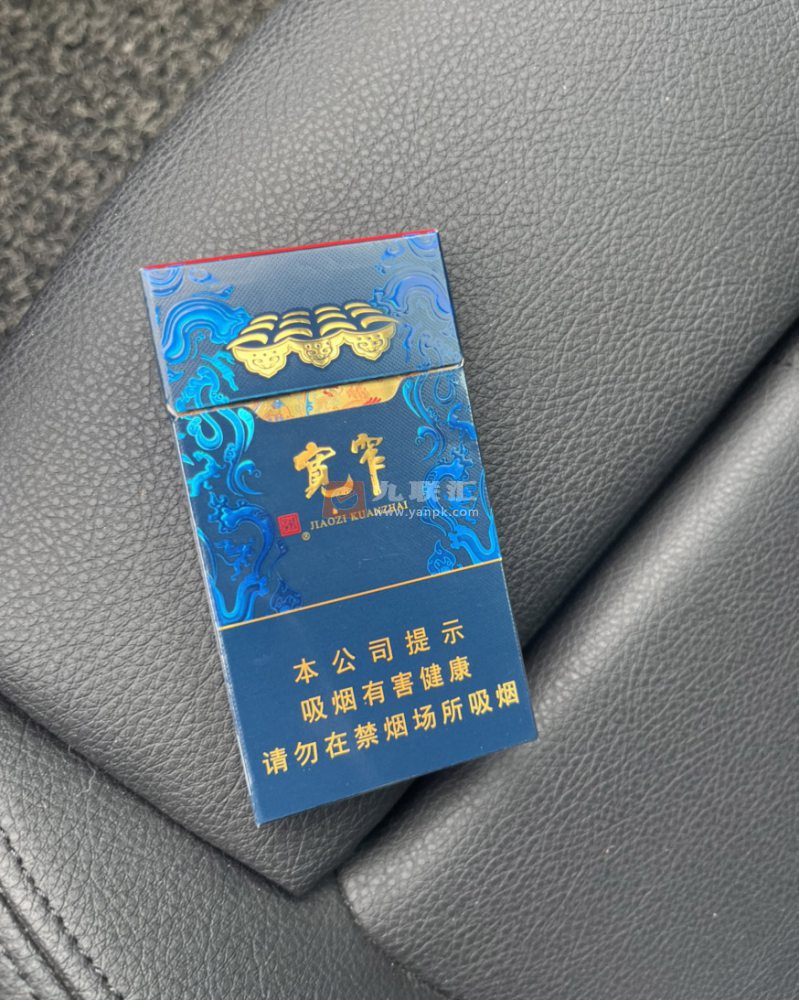 宽窄
九联汇
JIAOZI KUANZHAI
www.yanpk.com
®
本公司提示
吸烟有害健康
请勿在禁烟场所吸烟